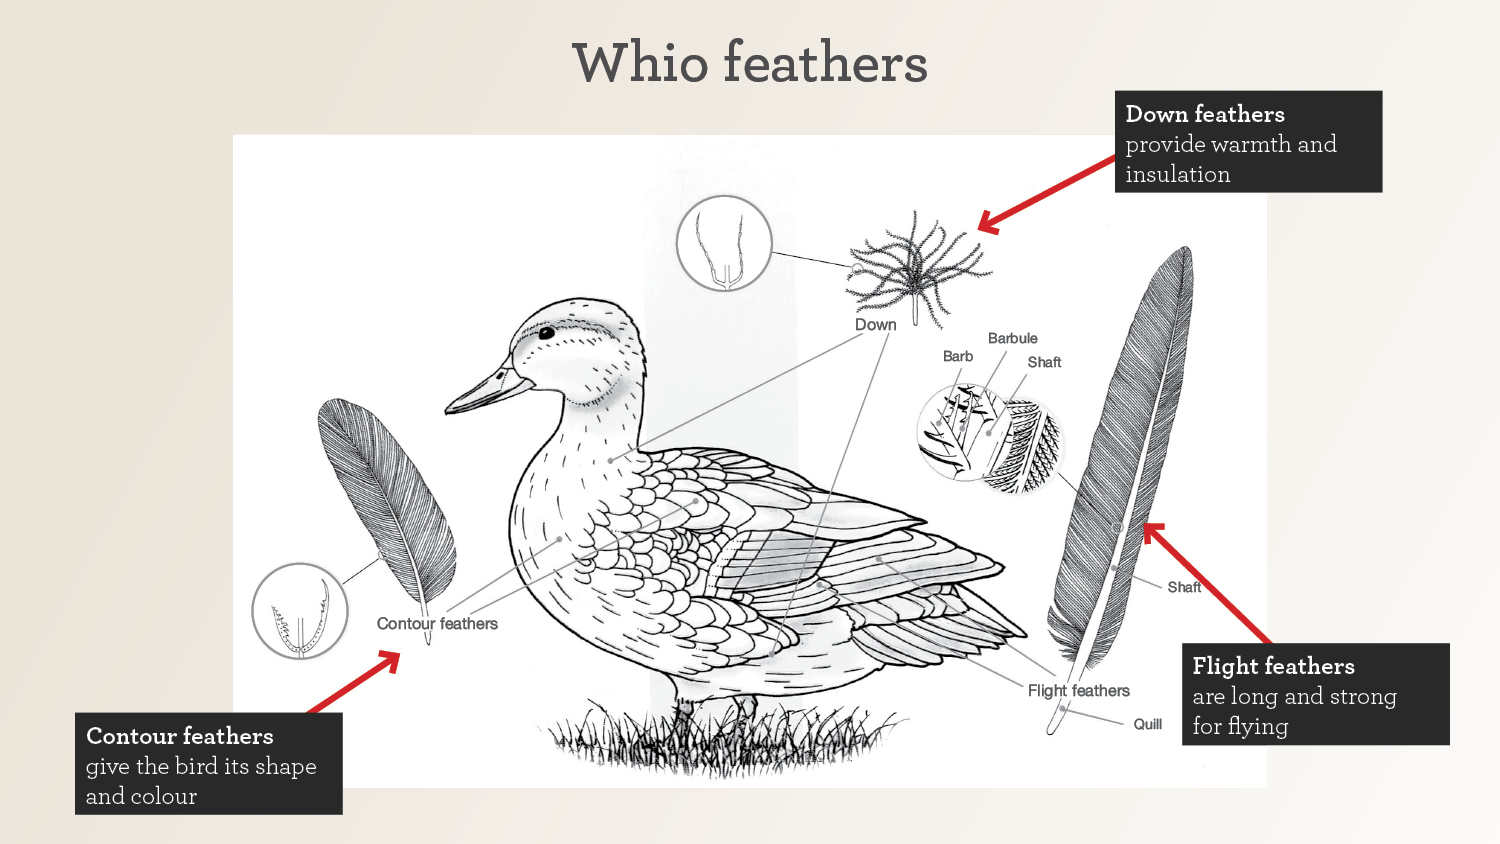 Whio feathers
Down feathers
provide warmth and
insulation
Down
Barbule
Barb
Shaft
Shaft
Contour feathers
Flight feathers
Quill
Flight feathers
are long and strong
for flying
Contour feathers
give the bird its shape
and colour